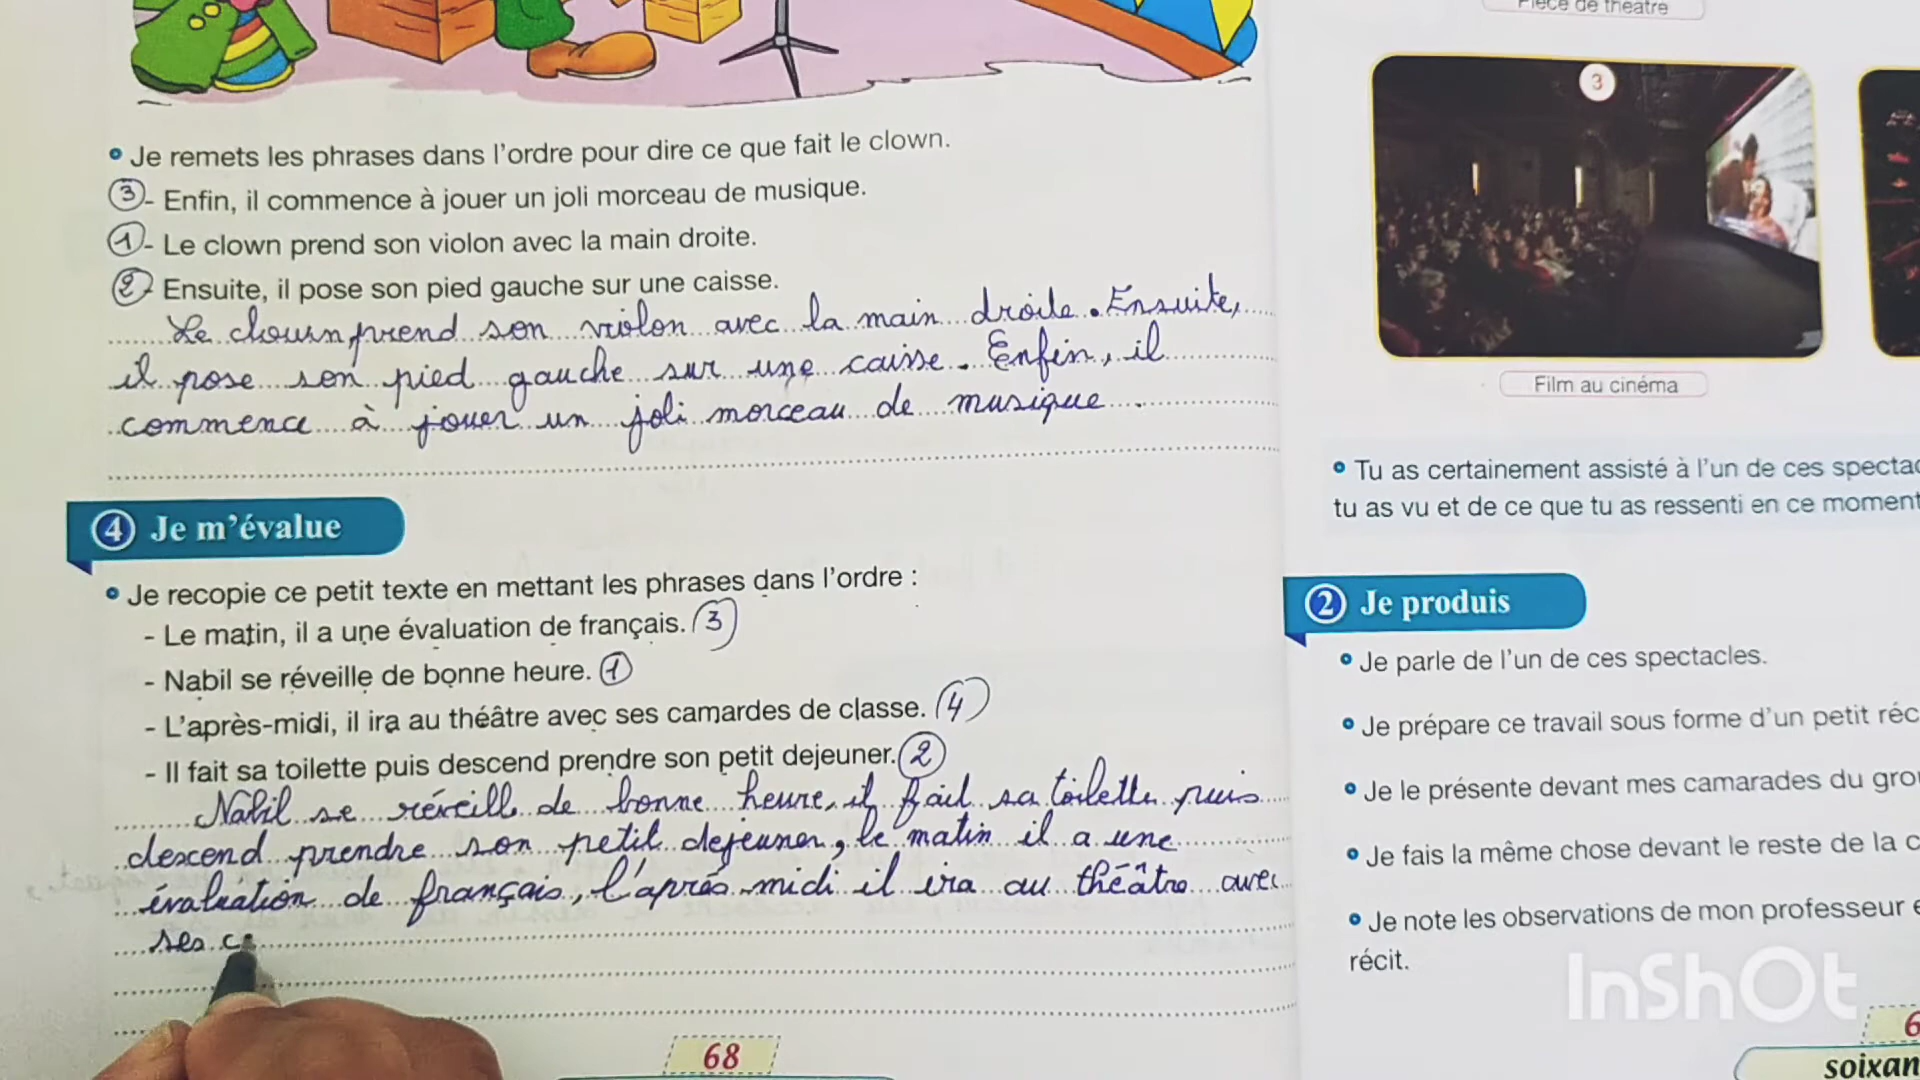 • Je remets les phrases dans l'ordre pour dire ce que fait le clown.
3 - Enfin, il commence à jouer un joli morceau de musique.
1 - Le clown prend son violon avec la main droite.
2 - Ensuite, il pose son pied gauche sur une caisse.
Le clown prend son violon avec la main droite. Ensuite,
il pose son pied gauche sur une caisse. Enfin, il
commence à jouer un joli morceau de musique.
4 Je m'évalue
• Je recopie ce petit texte en mettant les phrases dans l'ordre :
- Le matin, il a une évaluation de français. 3
- Nabil se réveille de bonne heure. 1
- L'après-midi, il ira au théâtre avec ses camardes de classe. 4
- Il fait sa toilette puis descend prendre son petit dejeuner. 2
Nabil se réveille de bonne heure, il fait sa toilette puis
descend prendre son petit dejeuner, le matin il a une
évaluation de français, l'après-midi il ira au théâtre avec
ses c
68
Pièce de théâtre
3
Film au cinéma
• Tu as certainement assisté à l'un de ces
tu as vu et de ce que tu as ressenti en ce moment
2 Je produis
• Je parle de l'un de ces spectacles.
• Je prépare ce travail sous forme d'un petit
• Je le présente devant mes camarades du
• Je fais la même chose devant le reste de la
• Je note les observations de mon professeur
récit.
InShOt
6